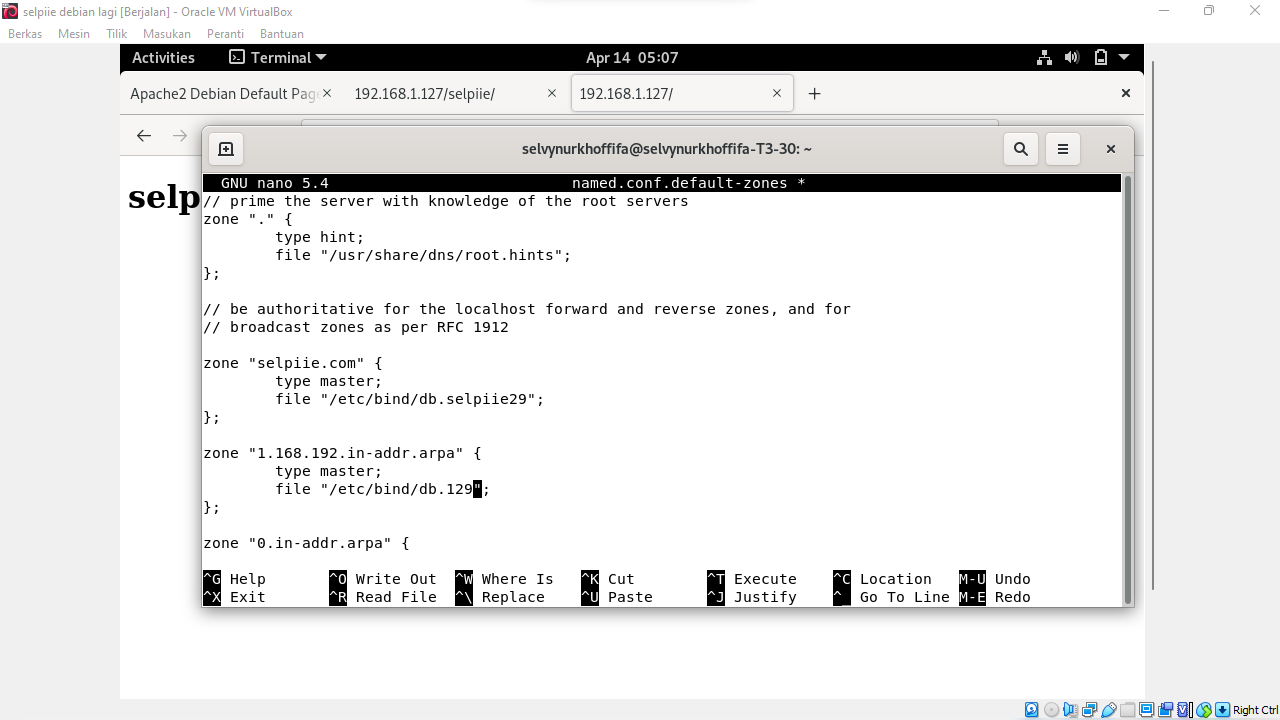 selpiie debian lagi [Berjalan] - Oracle VM VirtualBox
Berkas Mesin Tilik Masukan Peranti Bantuan
Activities Terminal Apr 14 05:07
Apache2 Debian Default Page 192.168.1.127/selpiie/ 192.168.1.127/
selvynurkhoffifa@selvynurkhoffifa-T3-30: ~
selp
GNU nano 5.4 named.conf.default-zones *
// prime the server with knowledge of the root servers
zone "." {
type hint;
file "/usr/share/dns/root.hints";
};
// be authoritative for the localhost forward and reverse zones, and for
// broadcast zones as per RFC 1912
zone "selpiie.com" {
type master;
file "/etc/bind/db.selpiie29";
};
zone "1.168.192.in-addr.arpa" {
type master;
file "/etc/bind/db.129";
};
zone "0.in-addr.arpa" {
^G Help ^O Write Out ^W Where Is ^K Cut ^T Execute ^C Location M-U Undo
^X Exit ^R Read File ^\ Replace ^U Paste ^J Justify ^_ Go To Line M-E Redo
Right Ctrl